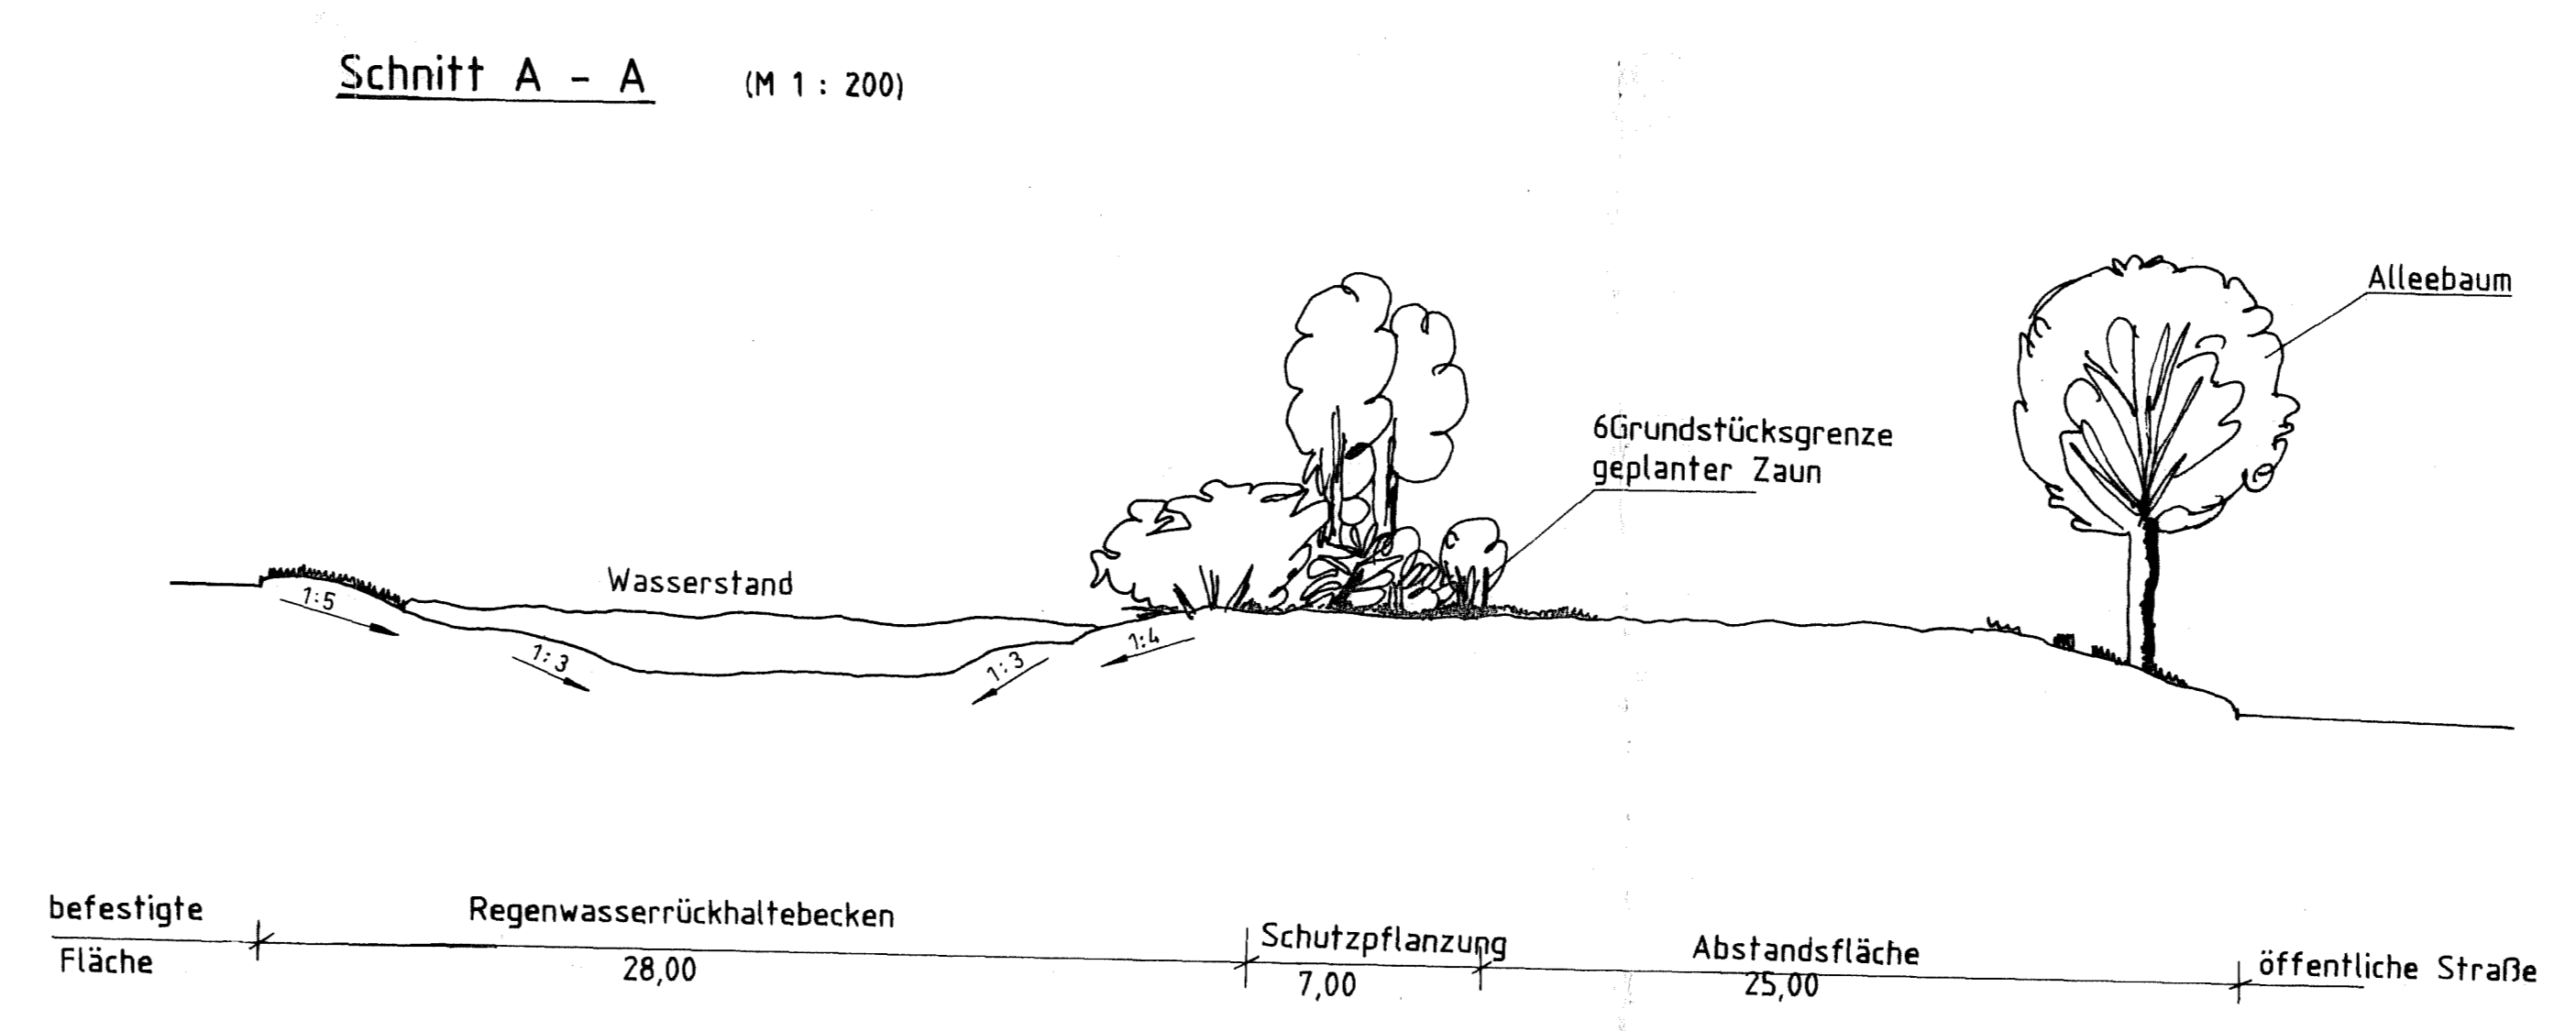 Schnitt A - A (M 1 : 200)
Alleebaum
6Grundstücksgrenze
geplanter Zaun
Wasserstand
1:5
1:3
1:3
1:4
befestigte
Fläche
Regenwasserrückhaltebecken
28,00
Schutzpflanzung
7,00
Abstandsfläche
25,00
öffentliche Straße